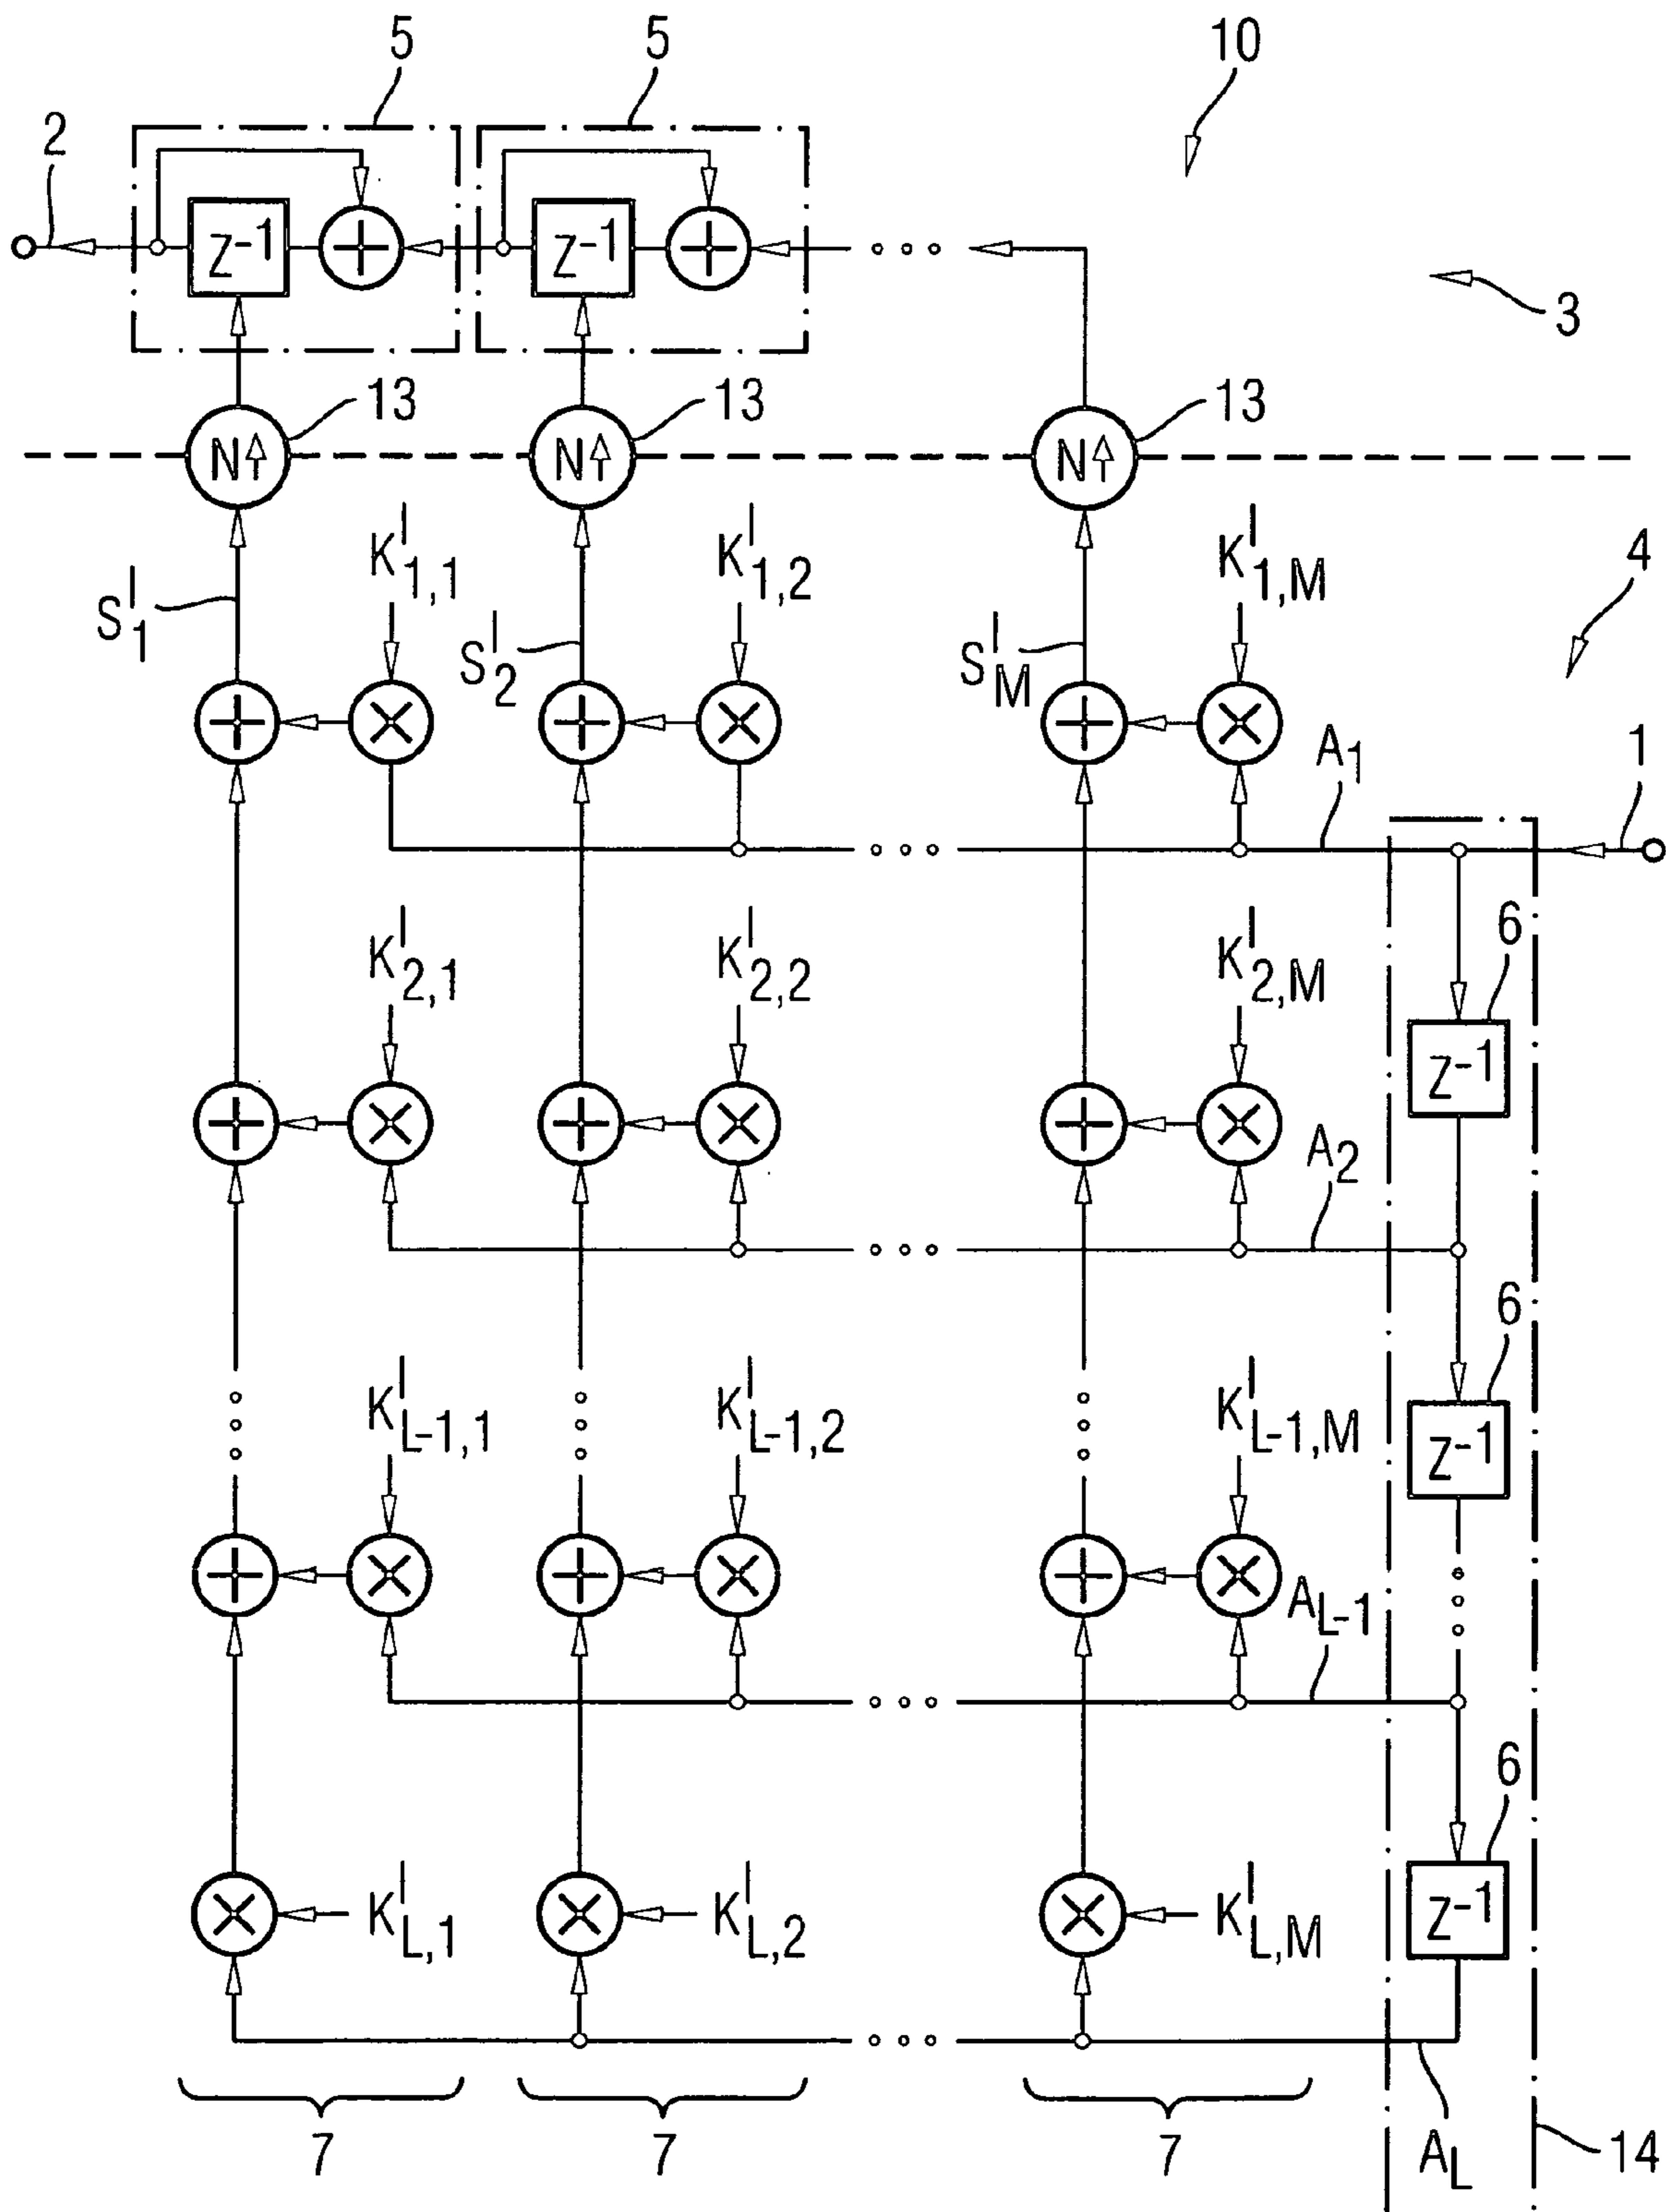 5 5 10
2
Z⁻¹ Z⁻¹
3
13 13 13
N N N
K'₁,₁ K'₁,₂ K'₁,M
4
S'₁ S'₂ S'M
A₁ 1
K'₂,₁ K'₂,₂ K'₂,M 6
Z⁻¹
A₂
6
K'L-1,1 K'L-1,2 K'L-1,M
Z⁻¹
AL-1
6
K'L,1 K'L,2 K'L,M
Z⁻¹
7 7 7 AL 14